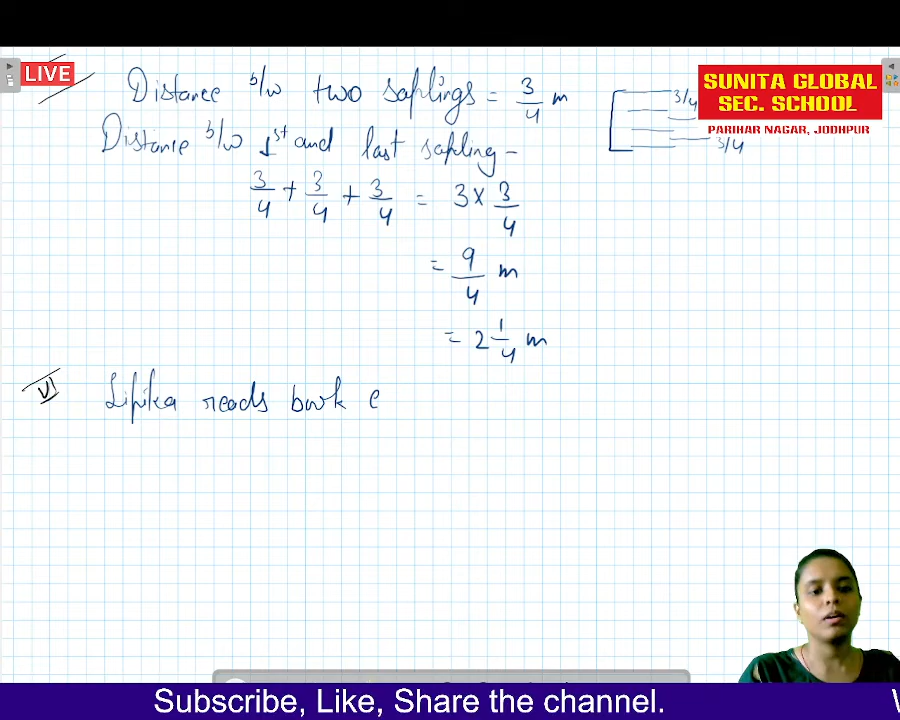 LIVE
Distance b/w two saplings = 3/4 m
SUNITA GLOBAL
SEC. SCHOOL
PARIHAR NAGAR, JODHPUR
3/4
3/4
Distance b/w 1st and last sapling -
3/4 + 3/4 + 3/4 = 3 × 3/4
= 9/4 m
= 2 1/4 m
VI Lipika reads book e
Subscribe, Like, Share the channel.